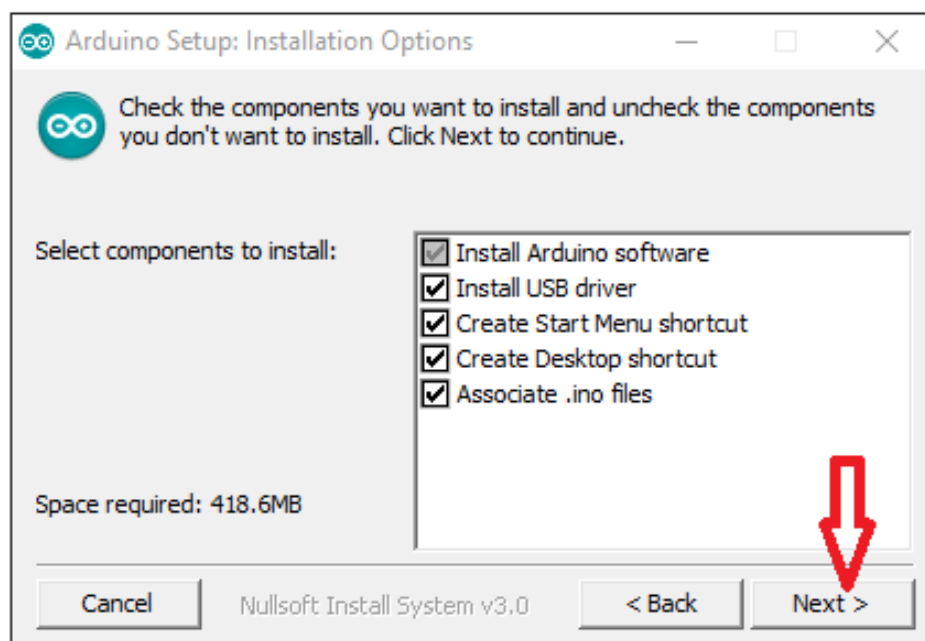 Arduino Setup: Installation Options
Check the components you want to install and uncheck the components
you don't want to install. Click Next to continue.
Select components to install:
Install Arduino software
Install USB driver
Create Start Menu shortcut
Create Desktop shortcut
Associate .ino files
Space required: 418.6MB
Cancel
Nullsoft Install System v3.0
< Back
Next >